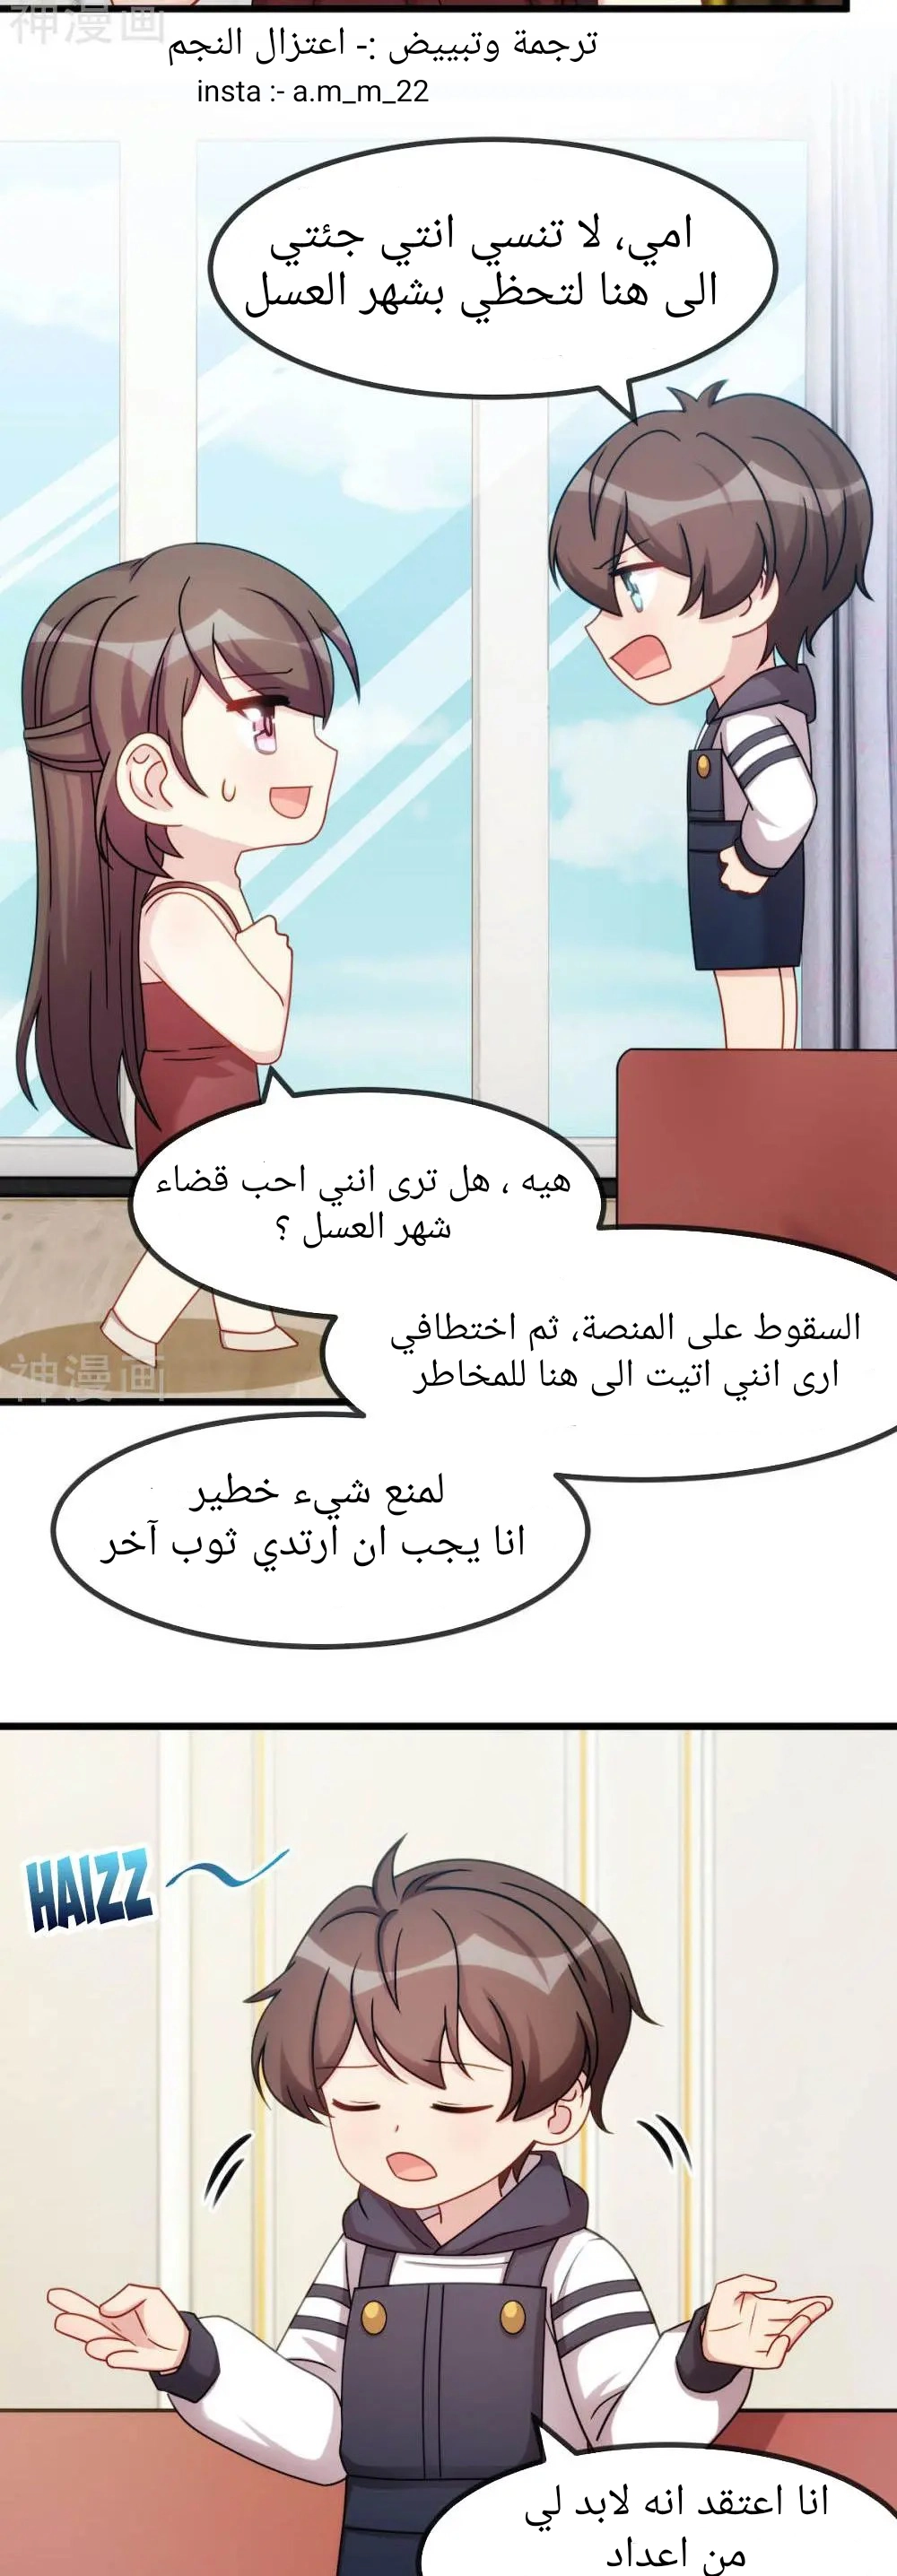 神漫画
ترجمة وتبييض :- اعتزال النجم
insta :- a.m_m_22
امي، لا تنسي انتي جئتي
الى هنا لتحظي بشهر العسل
هيه ، هل ترى انني احب قضاء
شهر العسل ؟
السقوط على المنصة، ثم اختطافي
ارى انني اتيت الى هنا للمخاطر
神漫画
لمنع شيء خطير
انا يجب ان ارتدي ثوب آخر
HAIZZ
انا اعتقد انه لابد لي
من اعداد